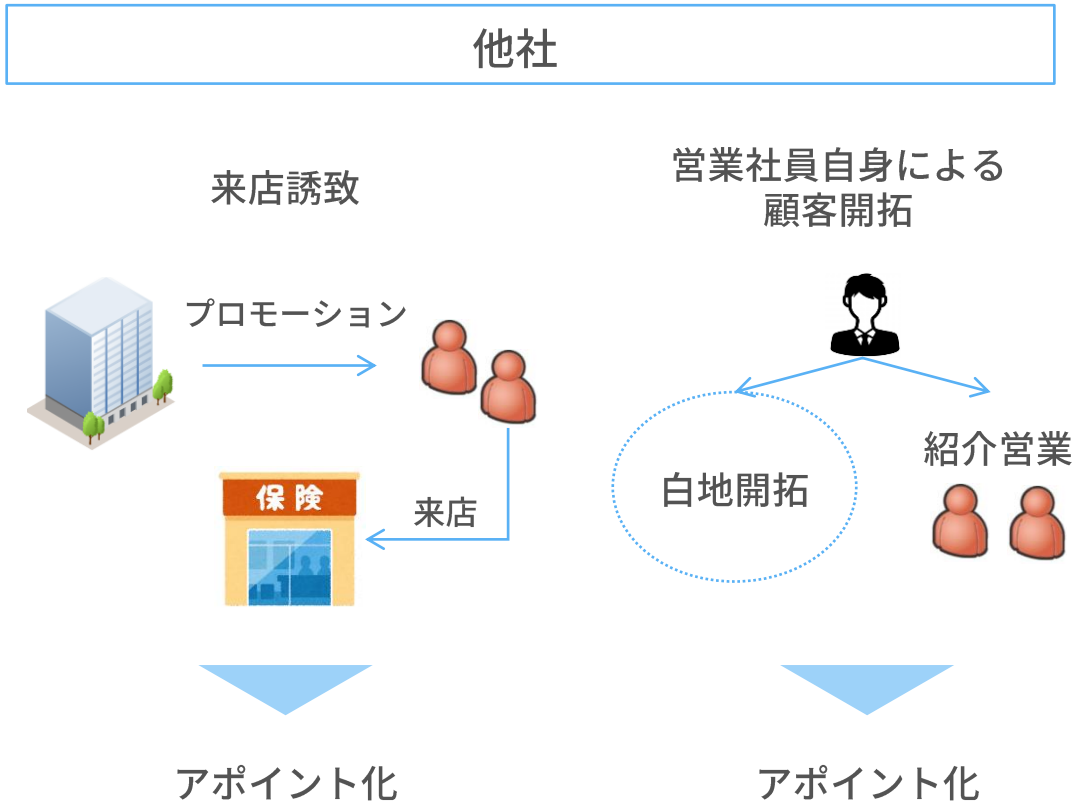 他社
来店誘致
プロモーション
保険
来店
アポイント化
営業社員自身による
顧客開拓
白地開拓
紹介営業
アポイント化